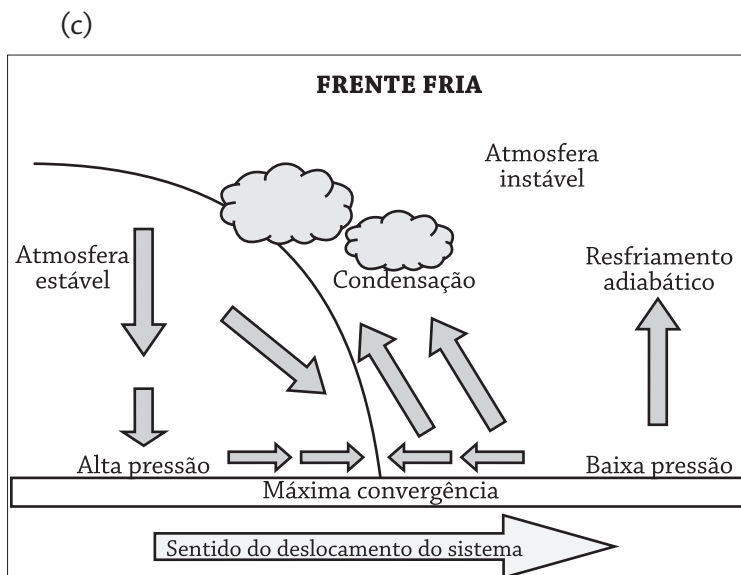 (c)
FRENTE FRIA
Atmosfera
instável
Atmosfera
estável
Condensação
Resfriamento
adiabático
Alta pressão
Baixa pressão
Máxima convergência
Sentido do deslocamento do sistema